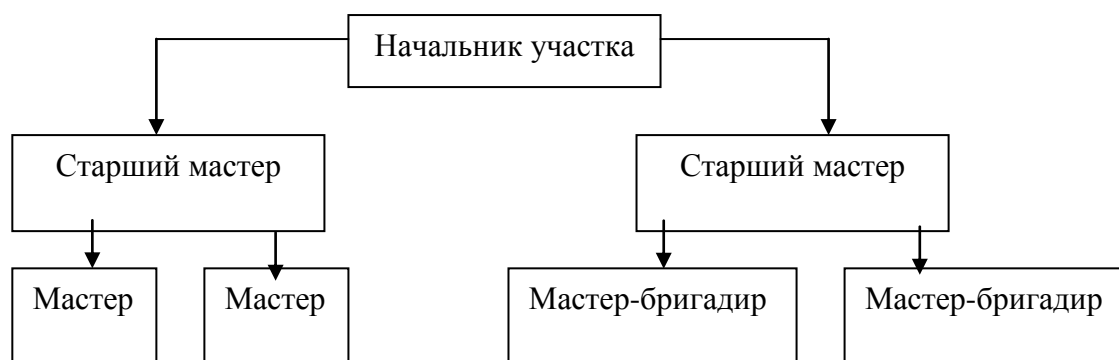 Начальник участка
Старший мастер
Старший мастер
Мастер
Мастер
Мастер-бригадир
Мастер-бригадир